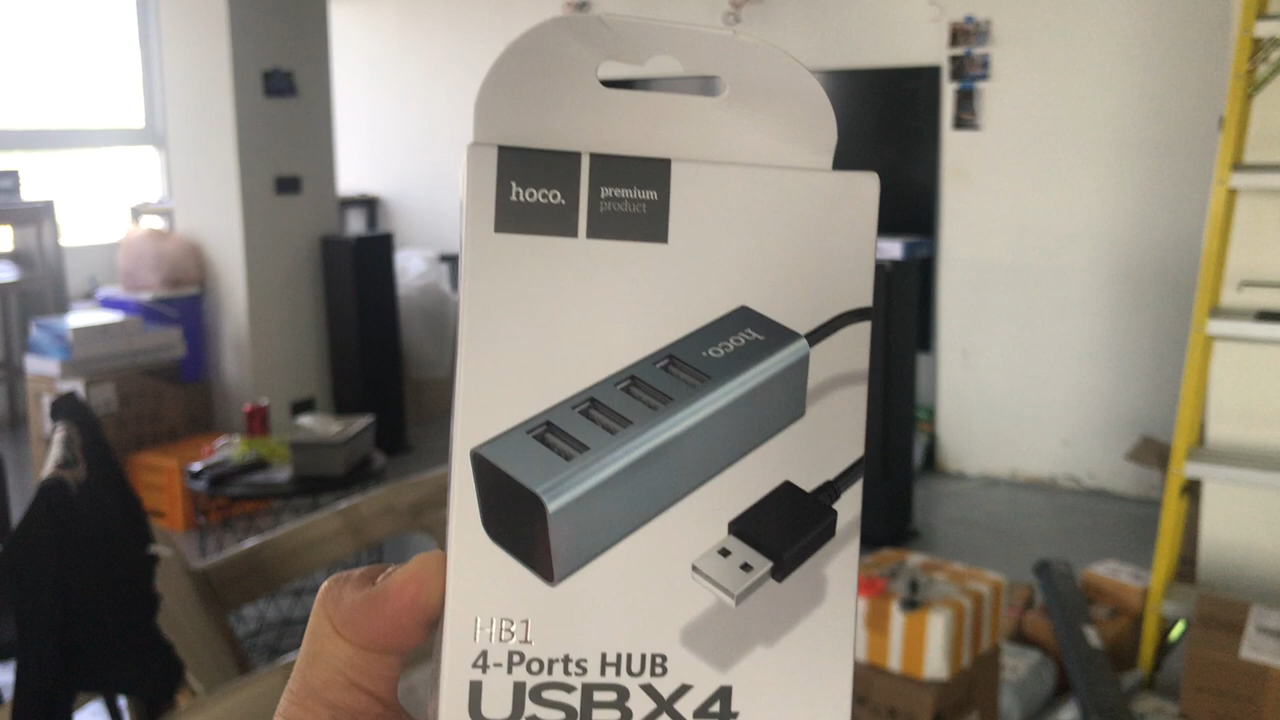 hoco.
premium
product
hoco.
HB1
4-Ports HUB
USBX4